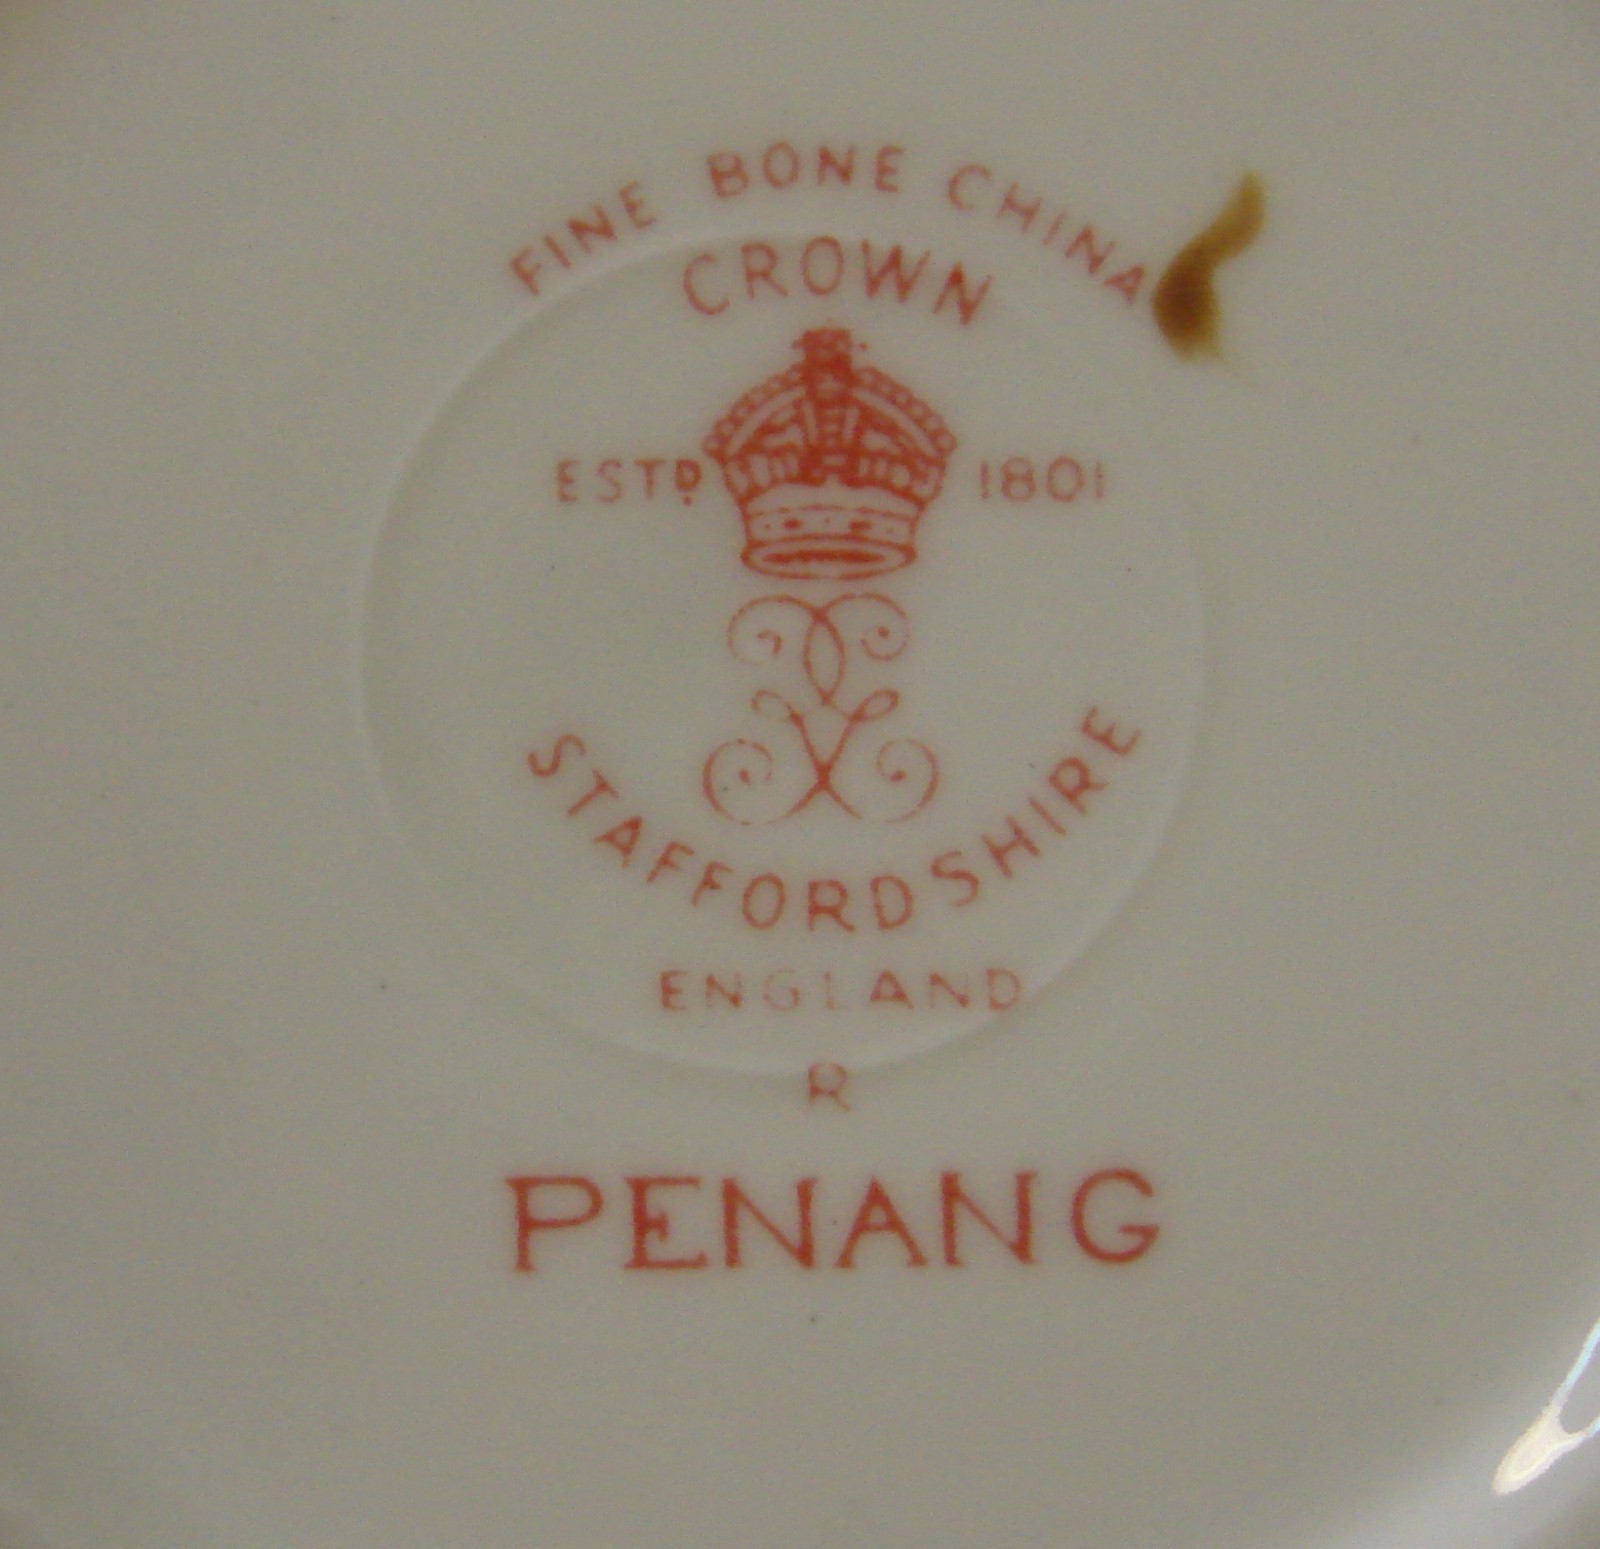 FINE BONE CHINA
CROWN
ESTD 1801
STAFFORDSHIRE
ENGLAND
R
PENANG